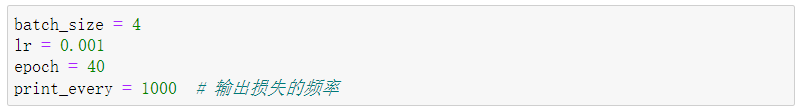 batch_size = 4
lr = 0.001
epoch = 40
print_every = 1000  # 输出损失的频率